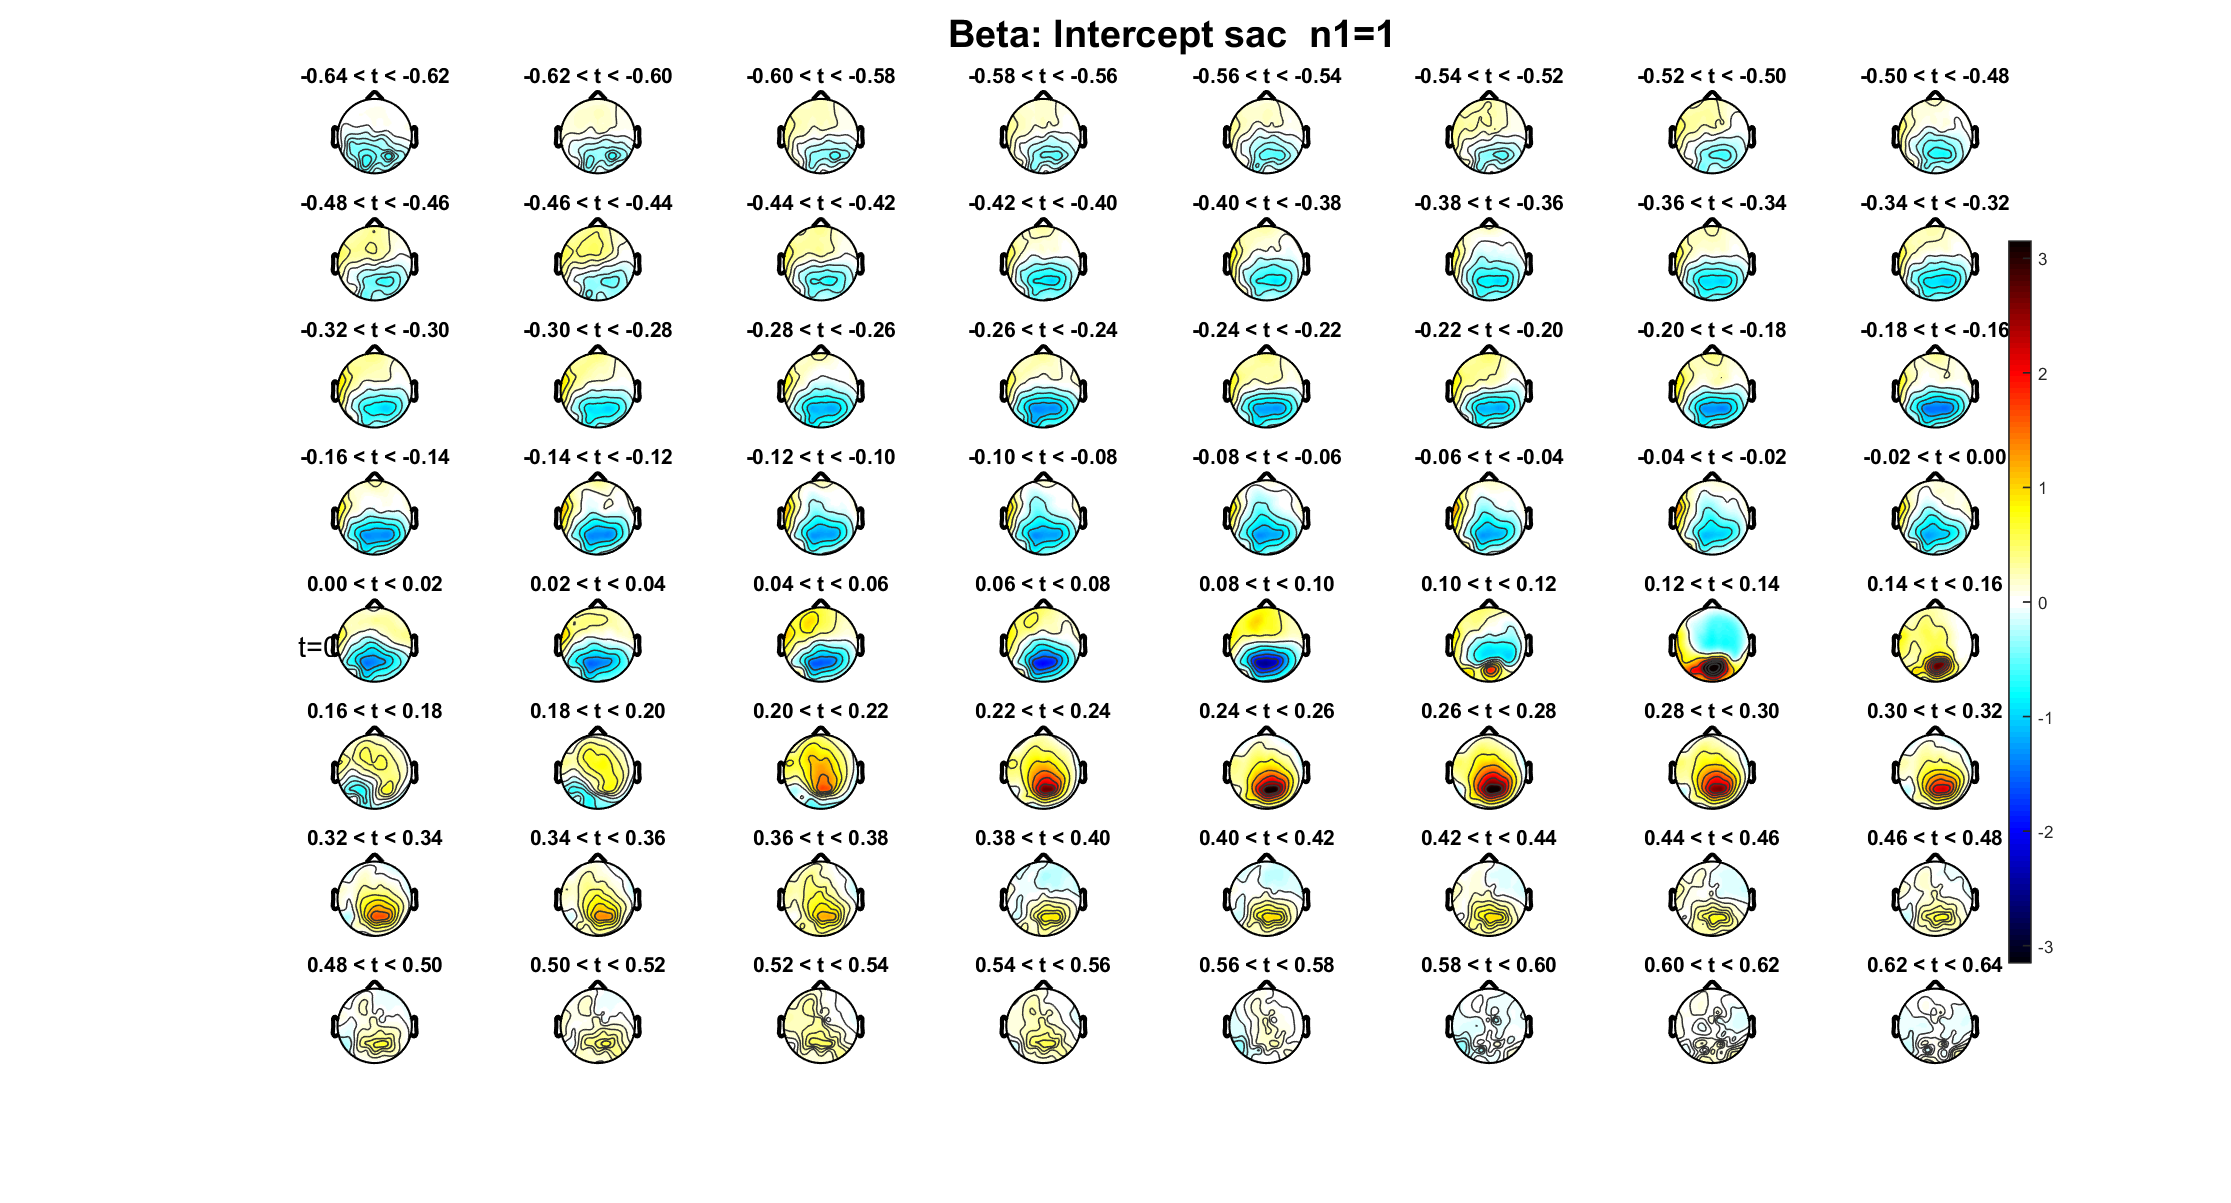 Beta: Intercept sac  n1=1
-0.64 < t < -0.62 -0.62 < t < -0.60 -0.60 < t < -0.58 -0.58 < t < -0.56 -0.56 < t < -0.54 -0.54 < t < -0.52 -0.52 < t < -0.50 -0.50 < t < -0.48
-0.48 < t < -0.46 -0.46 < t < -0.44 -0.44 < t < -0.42 -0.42 < t < -0.40 -0.40 < t < -0.38 -0.38 < t < -0.36 -0.36 < t < -0.34 -0.34 < t < -0.32
3
-0.32 < t < -0.30 -0.30 < t < -0.28 -0.28 < t < -0.26 -0.26 < t < -0.24 -0.24 < t < -0.22 -0.22 < t < -0.20 -0.20 < t < -0.18 -0.18 < t < -0.16
2
-0.16 < t < -0.14 -0.14 < t < -0.12 -0.12 < t < -0.10 -0.10 < t < -0.08 -0.08 < t < -0.06 -0.06 < t < -0.04 -0.04 < t < -0.02 -0.02 < t < 0.00
1
0.00 < t < 0.02 0.02 < t < 0.04 0.04 < t < 0.06 0.06 < t < 0.08 0.08 < t < 0.10 0.10 < t < 0.12 0.12 < t < 0.14 0.14 < t < 0.16
0
t=0
0.16 < t < 0.18 0.18 < t < 0.20 0.20 < t < 0.22 0.22 < t < 0.24 0.24 < t < 0.26 0.26 < t < 0.28 0.28 < t < 0.30 0.30 < t < 0.32
-1
0.32 < t < 0.34 0.34 < t < 0.36 0.36 < t < 0.38 0.38 < t < 0.40 0.40 < t < 0.42 0.42 < t < 0.44 0.44 < t < 0.46 0.46 < t < 0.48
-2
-3
0.48 < t < 0.50 0.50 < t < 0.52 0.52 < t < 0.54 0.54 < t < 0.56 0.56 < t < 0.58 0.58 < t < 0.60 0.60 < t < 0.62 0.62 < t < 0.64